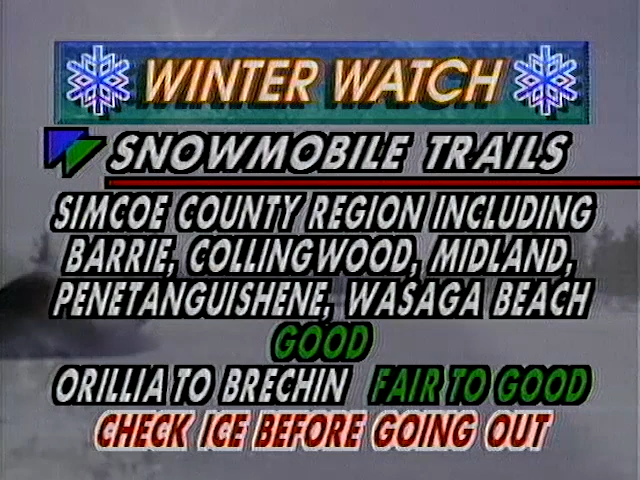 WINTER WATCH
SNOWMOBILE TRAILS
SIMCOE COUNTY REGION INCLUDING
BARRIE, COLLINGWOOD, MIDLAND,
PENETANGUISHENE, WASAGA BEACH
GOOD
ORILLIA TO BRECHIN FAIR TO GOOD
CHECK ICE BEFORE GOING OUT